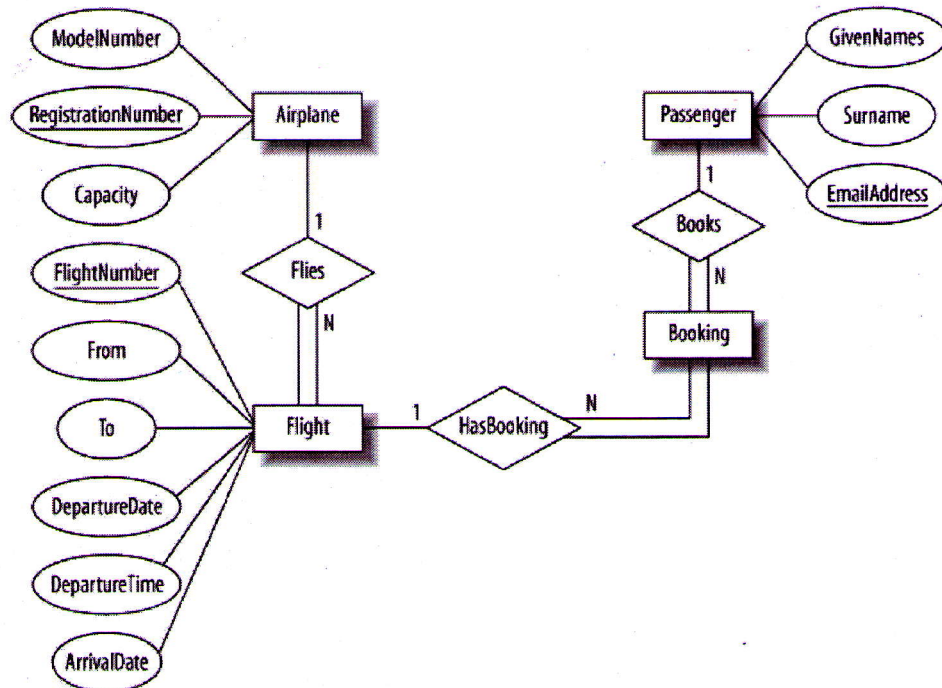 ModelNumber
RegistrationNumber
Capacity
Airplane
1
Flies
N
FlightNumber
From
To
DepartureDate
DepartureTime
ArrivalDate
Flight
1
HasBooking
N
Passenger
GivenNames
Surname
EmailAddress
1
Books
N
Booking